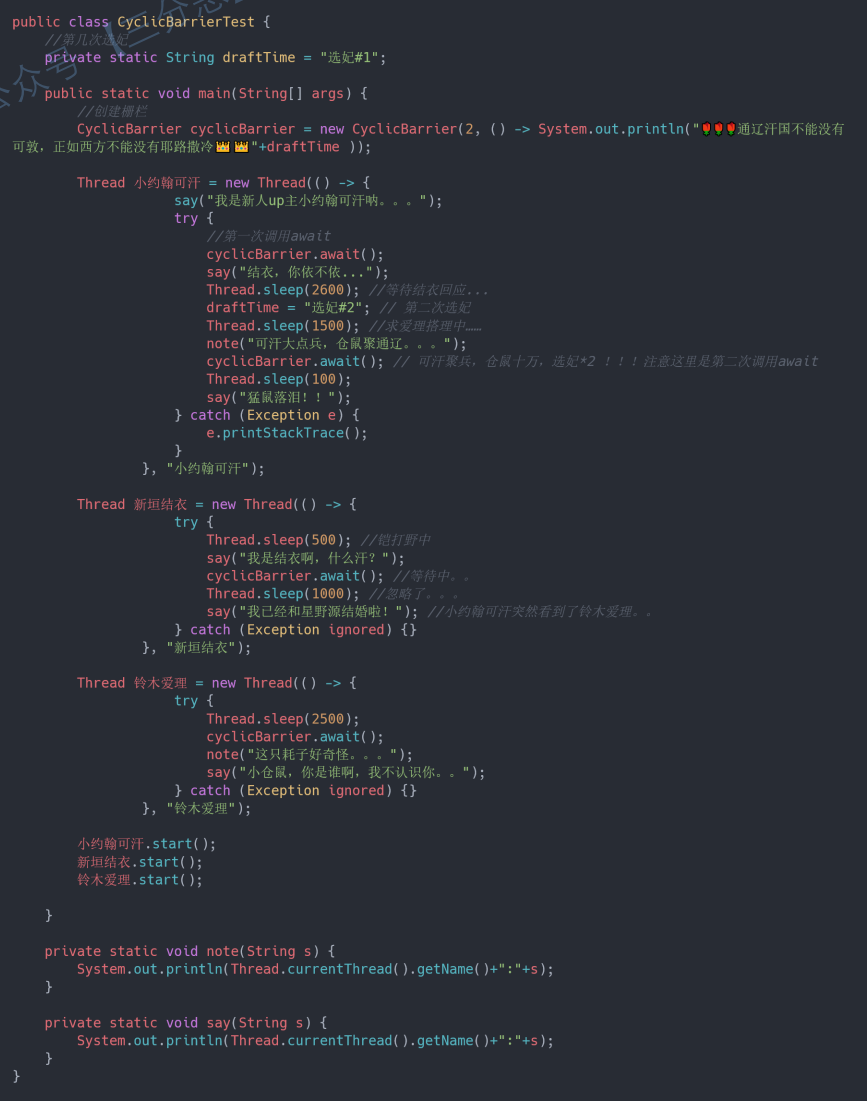 public class CyclicBarrierTest {
    //第几次选妃
    private static String draftTime = "选妃#1";

    public static void main(String[] args) {
        //创建栅栏
        CyclicBarrier cyclicBarrier = new CyclicBarrier(2, () -> System.out.println("🌹🌹🌹通辽汗国不能没有
可敦，正如西方不能没有耶路撒冷👑👑"+draftTime ));

        Thread 小约翰可汗 = new Thread(() -> {
                    say("我是新人up主小约翰可汗呐。。。");
                    try {
                        //第一次调用await
                        cyclicBarrier.await();
                        say("结衣，你依不依...");
                        Thread.sleep(2600); //等待结衣回应...
                        draftTime = "选妃#2"; // 第二次选妃
                        Thread.sleep(1500); //求爱理搭理中……
                        note("可汗大点兵，仓鼠聚通辽。。。");
                        cyclicBarrier.await(); // 可汗聚兵，仓鼠十万，选妃*2 ！！！注意这里是第二次调用await
                        Thread.sleep(100);
                        say("猛鼠落泪！！");
                    } catch (Exception e) {
                        e.printStackTrace();
                    }
                }, "小约翰可汗");

        Thread 新垣结衣 = new Thread(() -> {
                    try {
                        Thread.sleep(500); //铠打野中
                        say("我是结衣啊，什么汗？");
                        cyclicBarrier.await(); //等待中。。
                        Thread.sleep(1000); //忽略了。。。
                        say("我已经和星野源结婚啦！"); //小约翰可汗突然看到了铃木爱理。。
                    } catch (Exception ignored) {}
                }, "新垣结衣");

        Thread 铃木爱理 = new Thread(() -> {
                    try {
                        Thread.sleep(2500);
                        cyclicBarrier.await();
                        note("这只耗子好奇怪。。。");
                        say("小仓鼠，你是谁啊，我不认识你。。");
                    } catch (Exception ignored) {}
                }, "铃木爱理");

        小约翰可汗.start();
        新垣结衣.start();
        铃木爱理.start();

    }

    private static void note(String s) {
        System.out.println(Thread.currentThread().getName()+":"+s);
    }

    private static void say(String s) {
        System.out.println(Thread.currentThread().getName()+":"+s);
    }
}